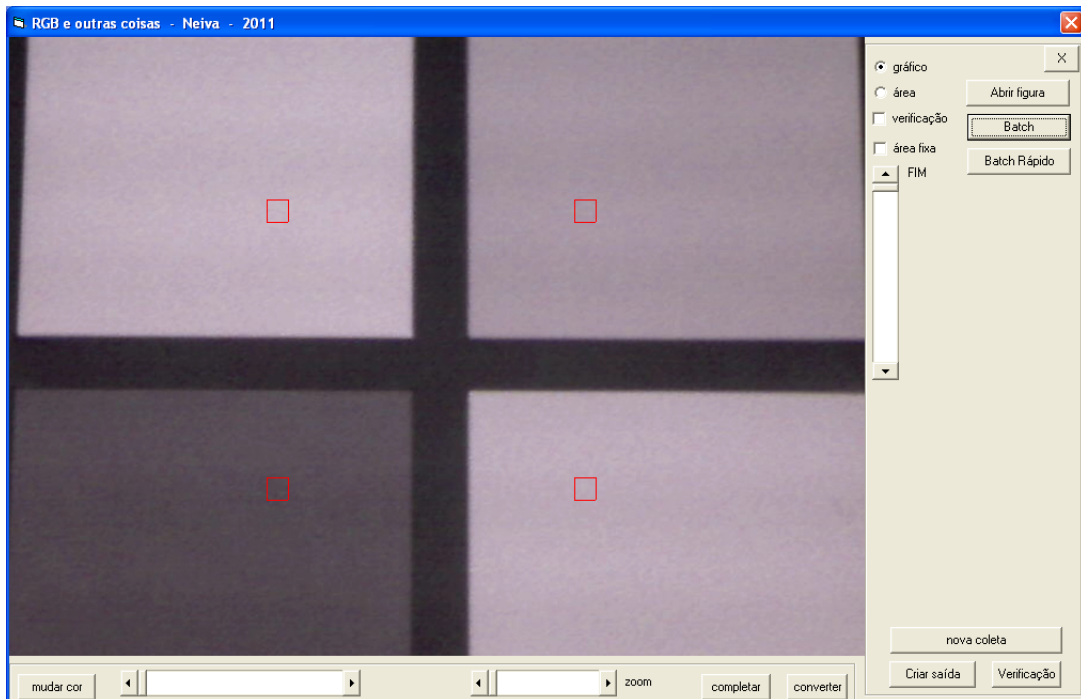 RGB e outras coisas - Neiva - 2011
gráfico
X
área
Abrir figura
verificação
Batch
área fixa
Batch Rápido
FIM
nova coleta
Criar saída
Verificação
mudar cor
zoom
completar
converter